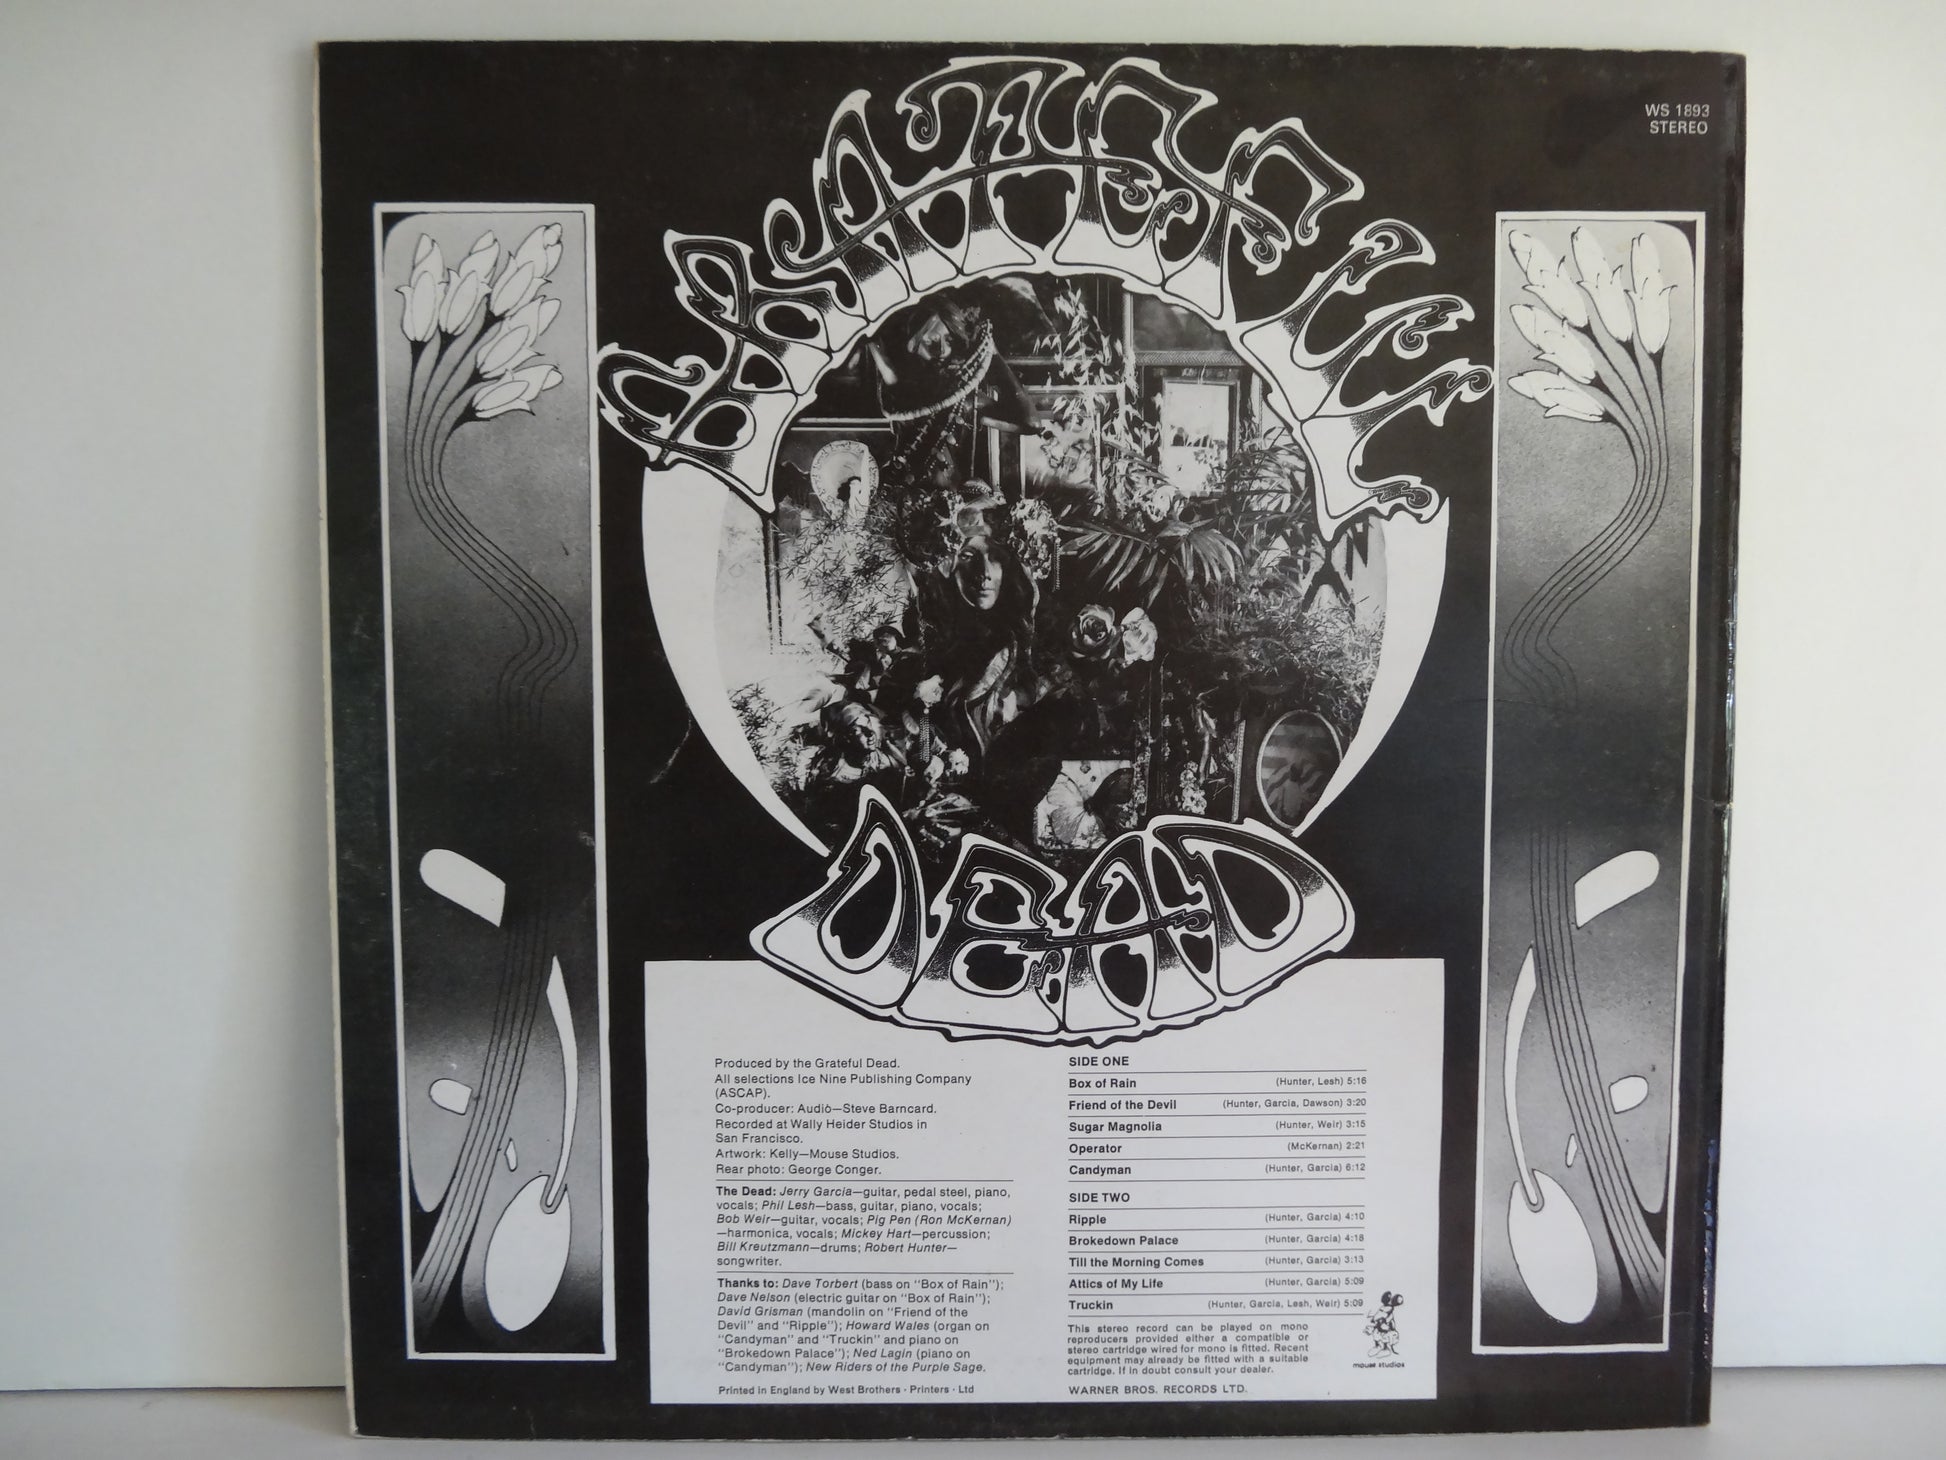 WS 1893
STEREO
GRATEFUL
DEAD
Produced by the Grateful Dead.
All selections Ice Nine Publishing Company
(ASCAP).
Co-producer: Audio—Steve Barncard.
Recorded at Wally Heider Studios in
San Francisco.
Artwork: Kelly—Mouse Studios.
Rear photo: George Conger.
The Dead: Jerry Garcia—guitar, pedal steel, piano,
vocals; Phil Lesh—bass, guitar, piano, vocals;
Bob Weir—guitar, vocals; Pig Pen (Ron McKernan)
—harmonica, vocals; Mickey Hart—percussion;
Bill Kreutzmann—drums; Robert Hunter—
songwriter.
Thanks to: Dave Torbert (bass on "Box of Rain");
Dave Nelson (electric guitar on "Box of Rain");
David Grisman (mandolin on "Friend of the
Devil" and "Ripple"); Howard Wales (organ on
"Candyman" and "Truckin" and piano on
"Brokedown Palace"); Ned Lagin (piano on
"Candyman"); New Riders of the Purple Sage.
Printed in England by West Brothers · Printers · Ltd
SIDE ONE
Box of Rain (Hunter, Lesh) 5:16
Friend of the Devil (Hunter, Garcia, Dawson) 3:20
Sugar Magnolia (Hunter, Weir) 3:15
Operator (McKernan) 2:21
Candyman (Hunter, Garcia) 6:12
SIDE TWO
Ripple (Hunter, Garcia) 4:10
Brokedown Palace (Hunter, Garcia) 4:18
Till the Morning Comes (Hunter, Garcia) 3:13
Attics of My Life (Hunter, Garcia) 5:09
Truckin (Hunter, Garcia, Lesh, Weir) 5:09
This stereo record can be played on mono
reproducers provided either a compatible or
stereo cartridge wired for mono is fitted. Recent
equipment may already be fitted with a suitable
cartridge. If in doubt consult your dealer.
mouse studios
WARNER BROS. RECORDS LTD.